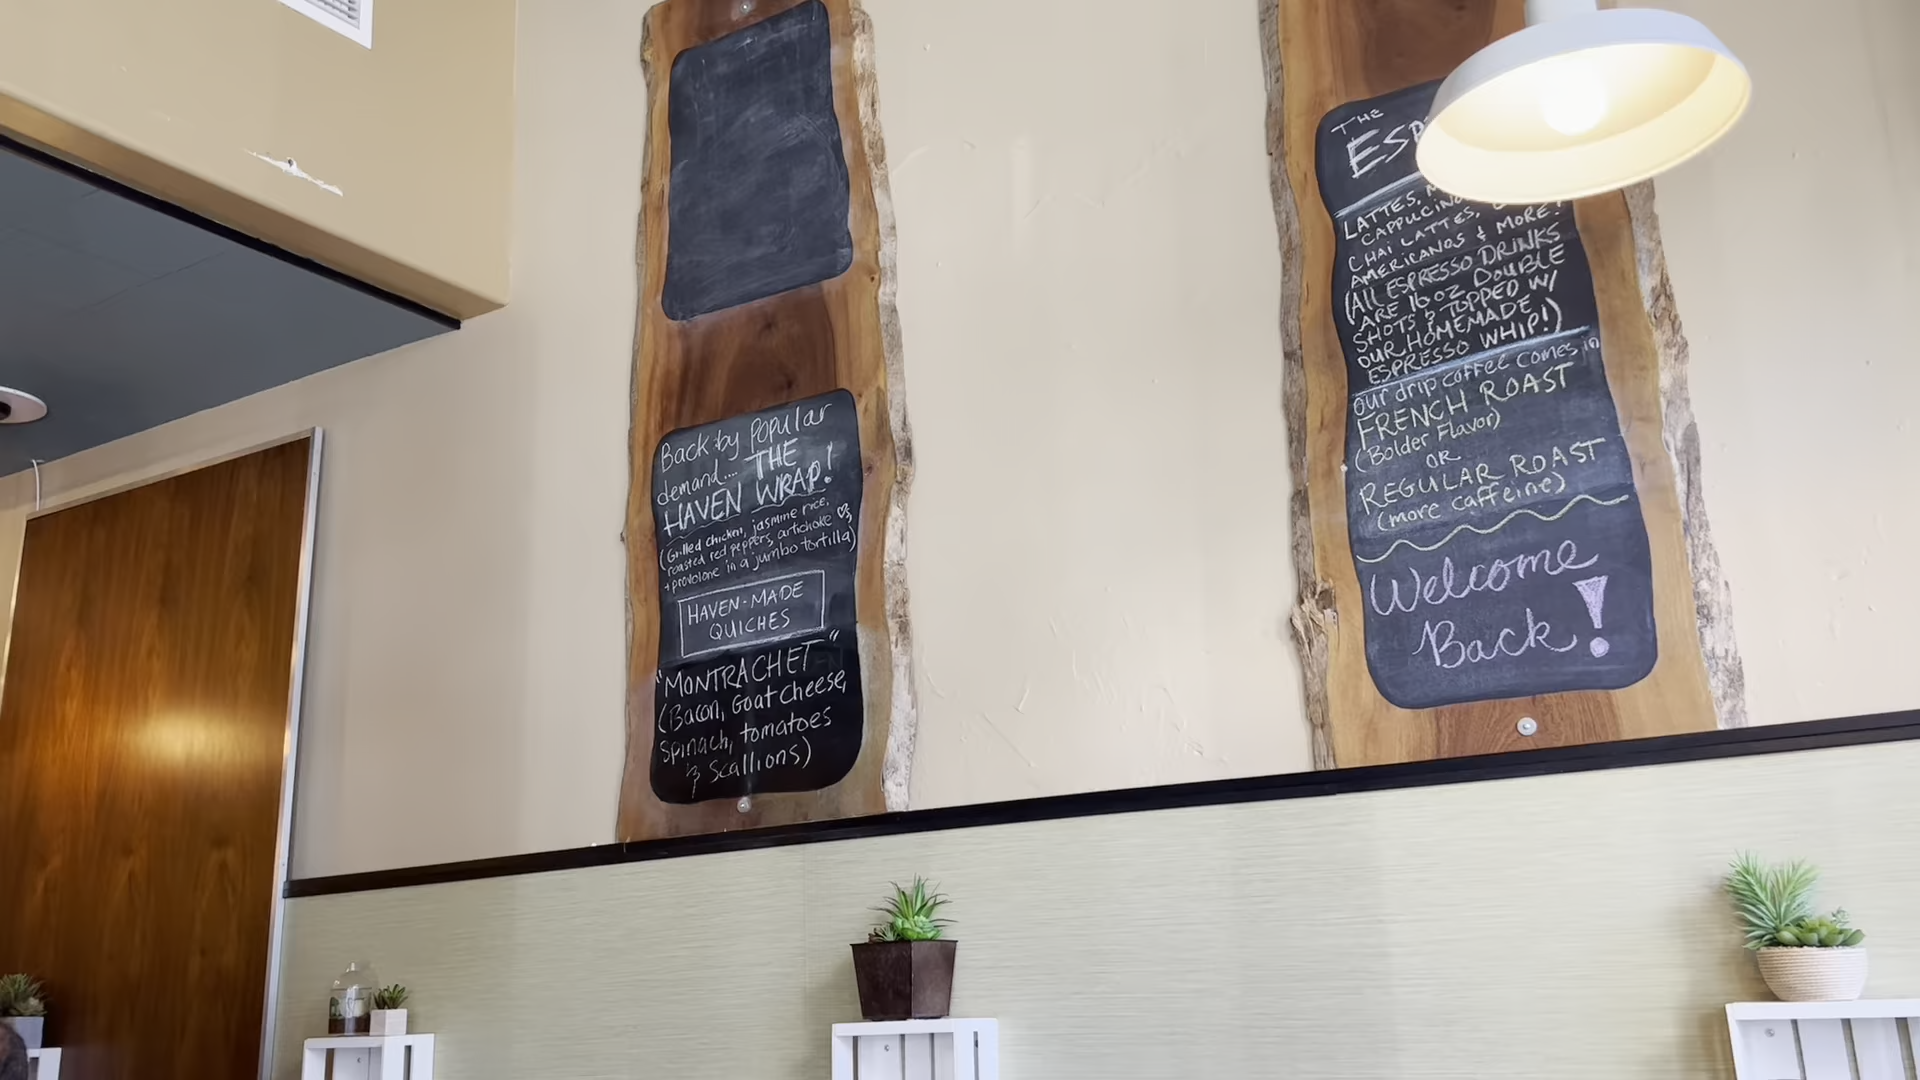 Back by Popular
demand.... THE
HAVEN WRAP!
(Grilled chicken, jasmine rice,
roasted red peppers, artichoke
+ provolone in a jumbo tortilla)
HAVEN-MADE
QUICHES
"MONTRACHET"
(Bacon, Goat cheese,
Spinach, tomatoes
& Scallions)
THE
LATTES,
CAPPUCINO
CHAI LATTES,
AMERICANOS & MORE!
(ALL ESPRESSO DRINKS
ARE 16 OZ DOUBLE
SHOTS & TOPPED W/
OUR HOMEMADE
ESPRESSO WHIP!)
our drip coffee comes in
FRENCH ROAST
(Bolder Flavor)
OR
REGULAR ROAST
(more caffeine)
Welcome
Back!